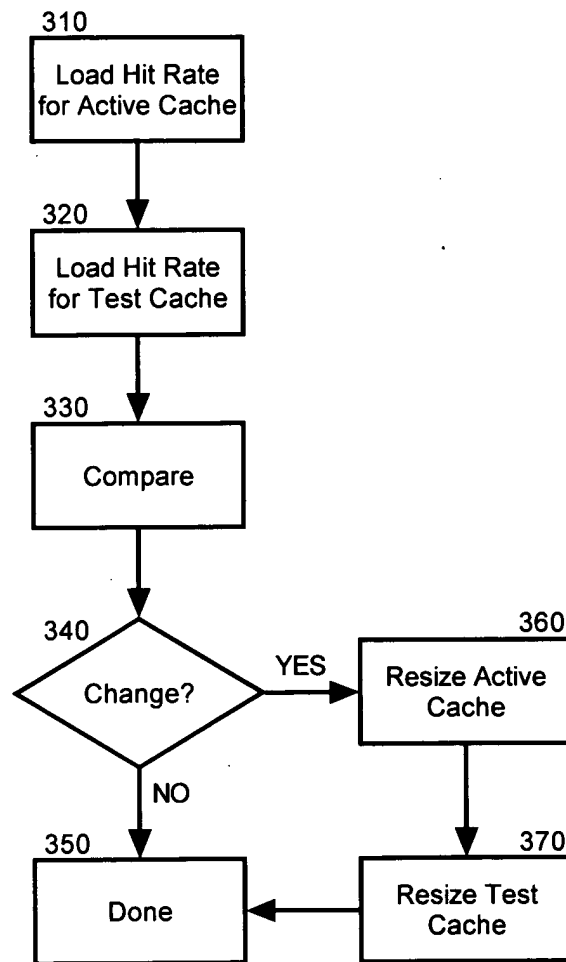 310
Load Hit Rate
for Active Cache
320
Load Hit Rate
for Test Cache
330
Compare
340
Change?
YES
360
Resize Active
Cache
NO
350
Done
370
Resize Test
Cache